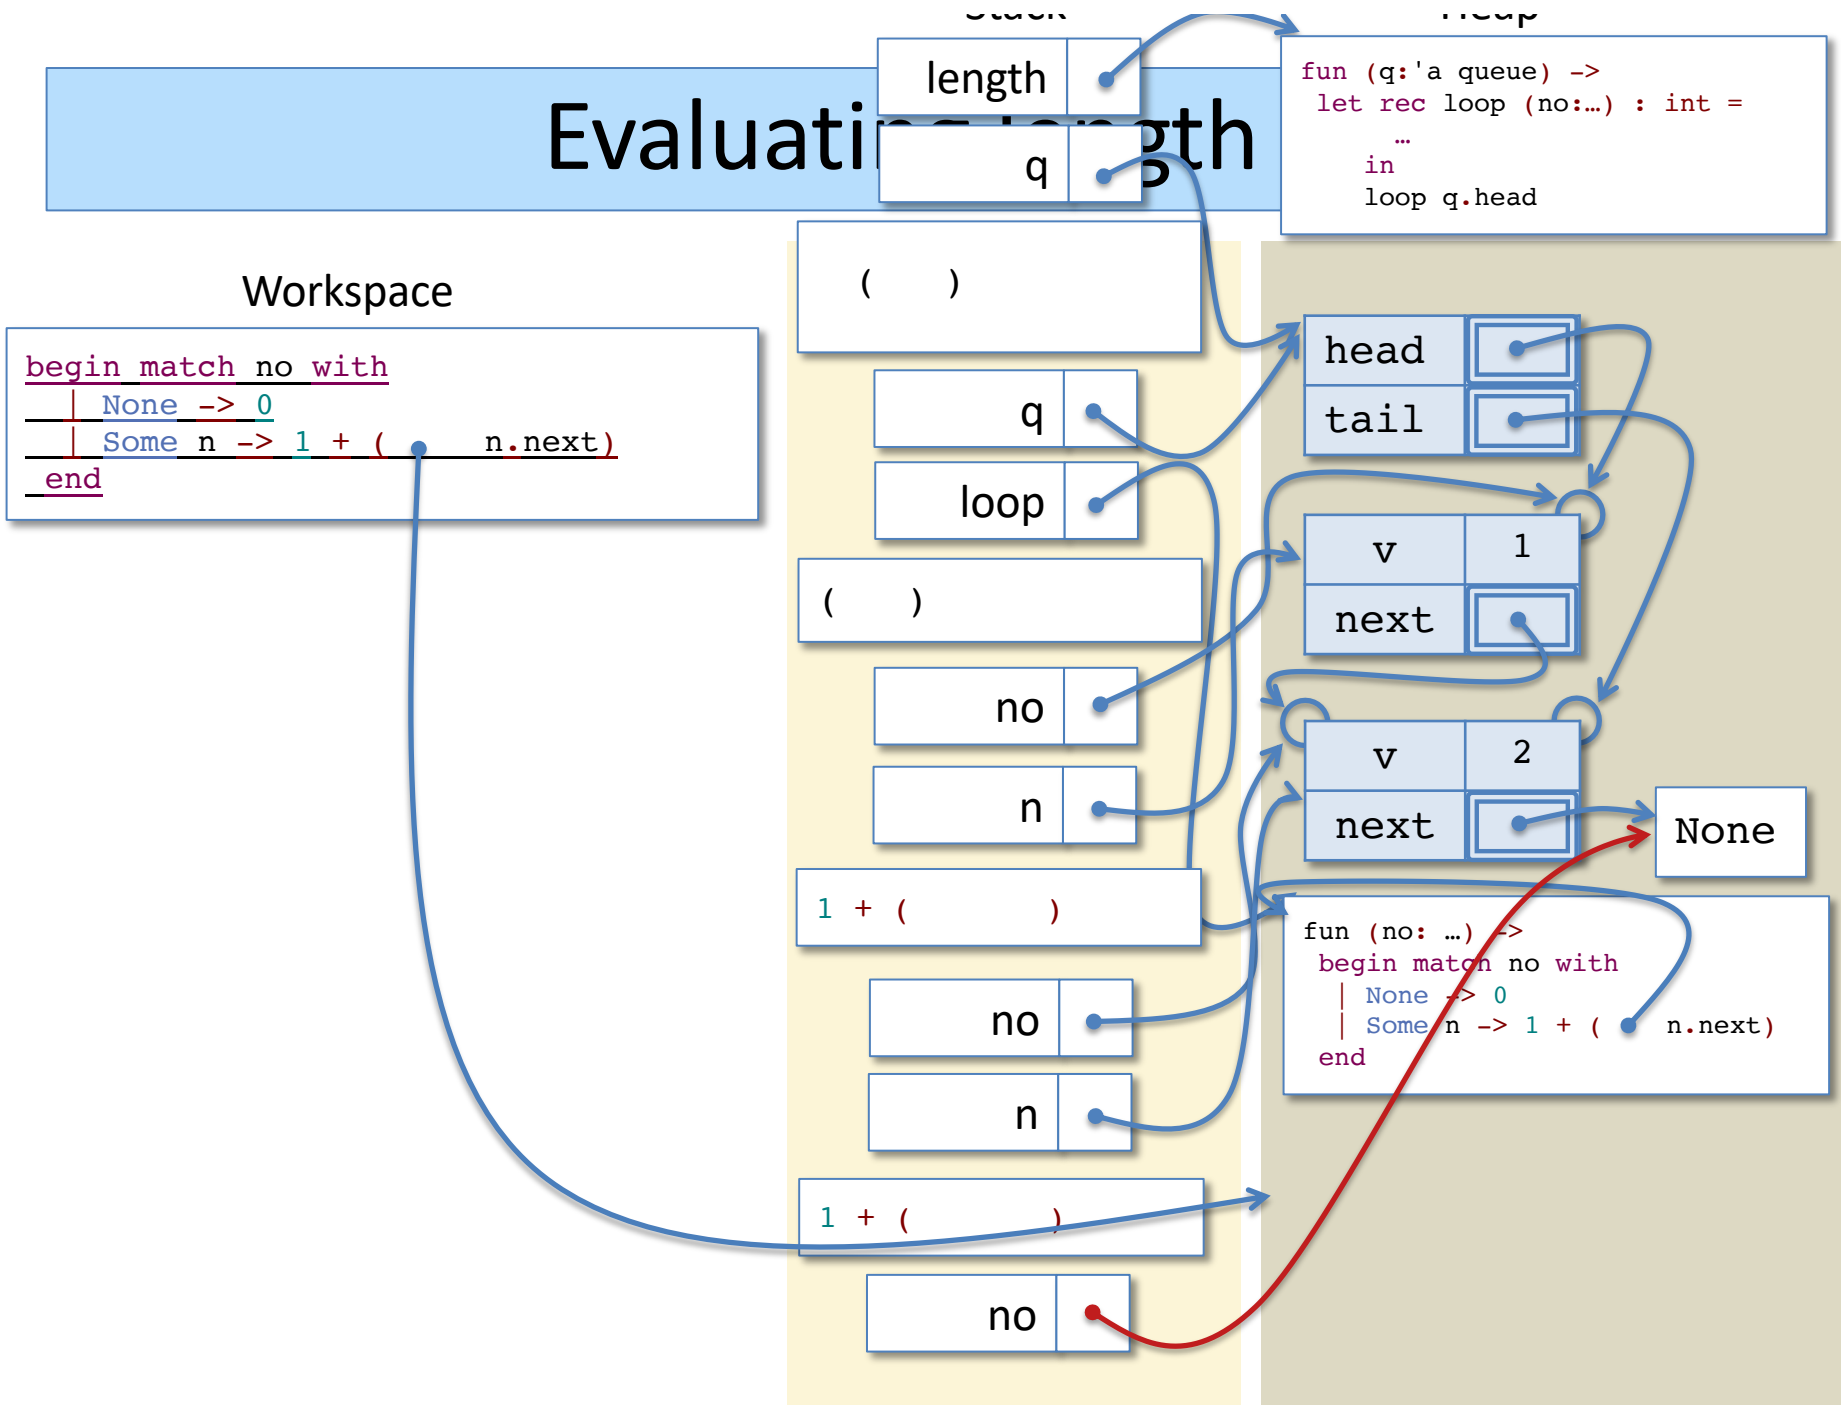 Stack
Heap
length
fun (q:'a queue) ->
let rec loop (no:…) : int =
…
in
loop q.head
q
( )
Workspace
begin match no with
| None -> 0
| Some n -> 1 + ( n.next)
end
head
tail
q
loop
v 1
next
( )
no
v 2
n
next
None
1 + ( )
fun (no: …) ->
begin match no with
| None -> 0
| Some n -> 1 + ( n.next)
end
no
n
1 + ( )
no